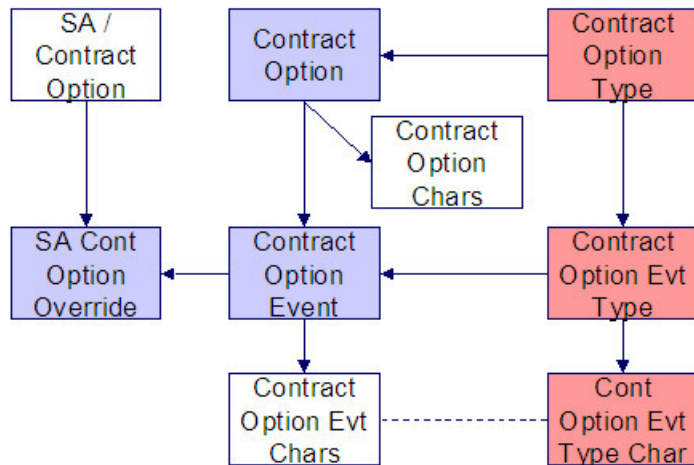 SA /
Contract
Option
Contract
Option
Contract
Option
Type
Contract
Option
Chars
SA Cont
Option
Override
Contract
Option
Event
Contract
Option Evt
Type
Contract
Option Evt
Chars
Cont
Option Evt
Type Char